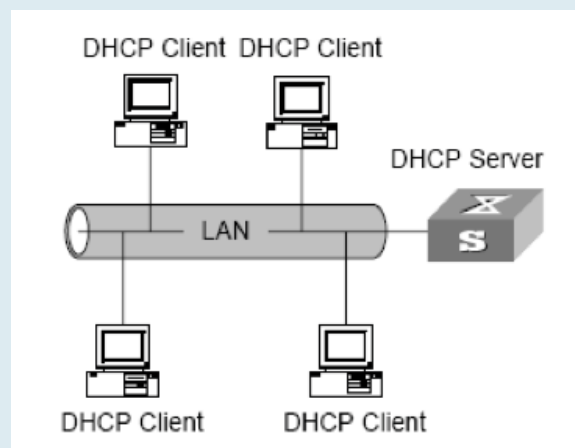 DHCP Client DHCP Client
DHCP Server
LAN
S
DHCP Client
DHCP Client